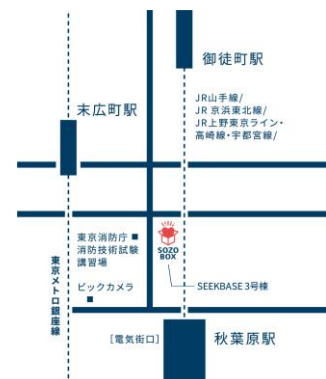 御徒町駅
JR山手線/
JR 京浜東北線/
JR上野東京ライン・
高崎線・宇都宮線/
末広町駅
東京消防庁
消防技術試験
講習場
SOZO
BOX
ビックカメラ
SEEKBASE 3号棟
東京メトロ銀座線
[電気街口]
秋葉原駅